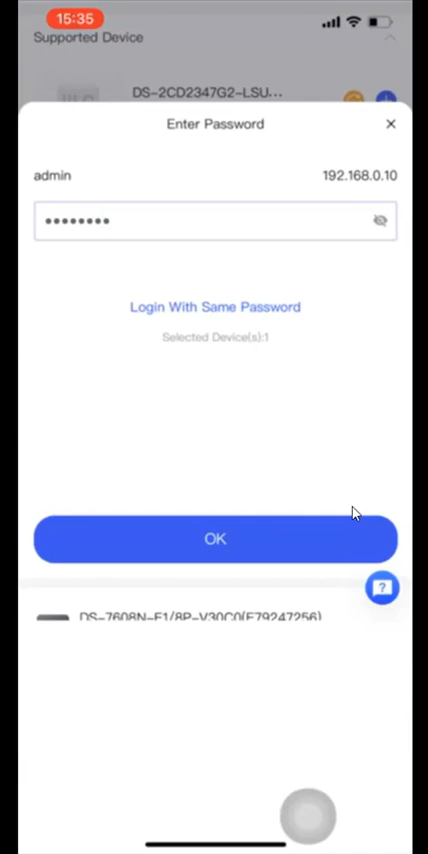 15:35
Supported Device
DS-2CD2347G2-LSU...
Enter Password
admin
192.168.0.10
Login With Same Password
Selected Device(s):1
OK
DS-7608N-E1/8P-V30C0(F79247256)